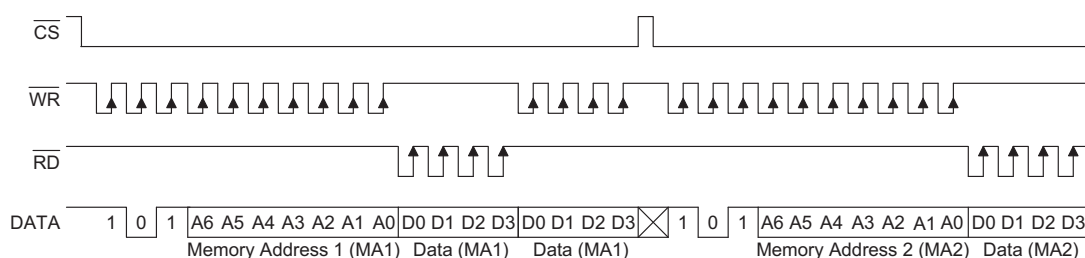 CS
WR
RD
DATA 1 0 1 A6 A5 A4 A3 A2 A1 A0 D0 D1 D2 D3 D0 D1 D2 D3 1 0 1 A6 A5 A4 A3 A2 A1 A0 D0 D1 D2 D3
Memory Address 1 (MA1) Data (MA1) Data (MA1) Memory Address 2 (MA2) Data (MA2)